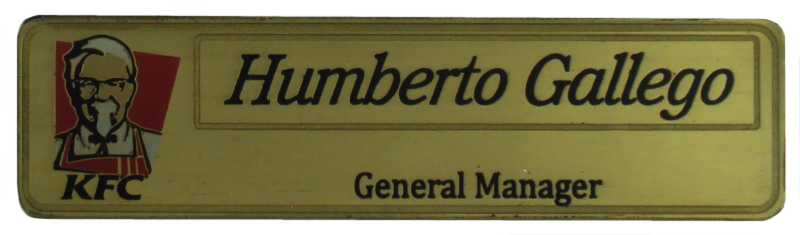 Humberto Gallego
KFC
General Manager